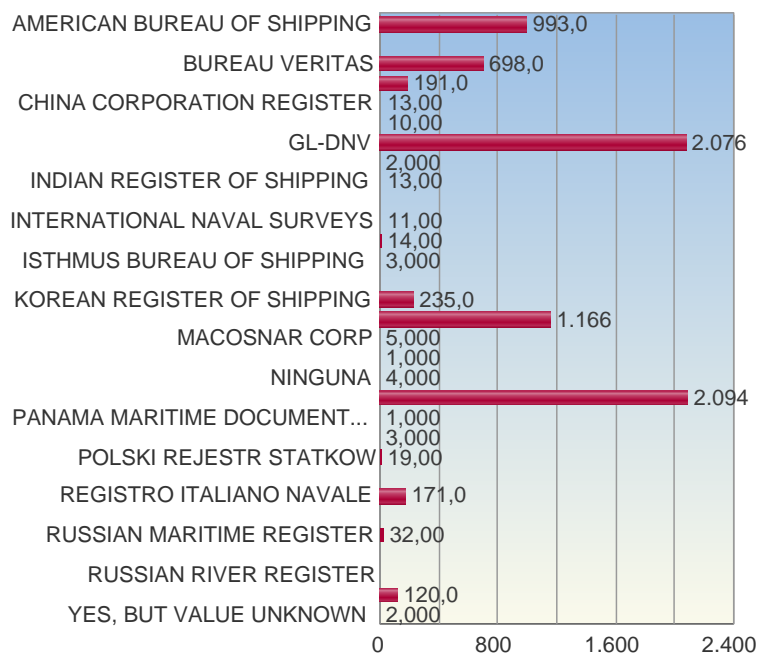 AMERICAN BUREAU OF SHIPPING 993,0
BUREAU VERITAS 698,0
191,0
CHINA CORPORATION REGISTER 13,00
10,00
GL-DNV 2.076
2,000
INDIAN REGISTER OF SHIPPING 13,00
INTERNATIONAL NAVAL SURVEYS 11,00
14,00
ISTHMUS BUREAU OF SHIPPING 3,000
KOREAN REGISTER OF SHIPPING 235,0
1.166
MACOSNAR CORP 5,000
1,000
NINGUNA 4,000
2.094
PANAMA MARITIME DOCUMENT... 1,000
3,000
POLSKI REJESTR STATKOW 19,00
REGISTRO ITALIANO NAVALE 171,0
RUSSIAN MARITIME REGISTER 32,00
RUSSIAN RIVER REGISTER
120,0
YES, BUT VALUE UNKNOWN 2,000
0 800 1.600 2.400